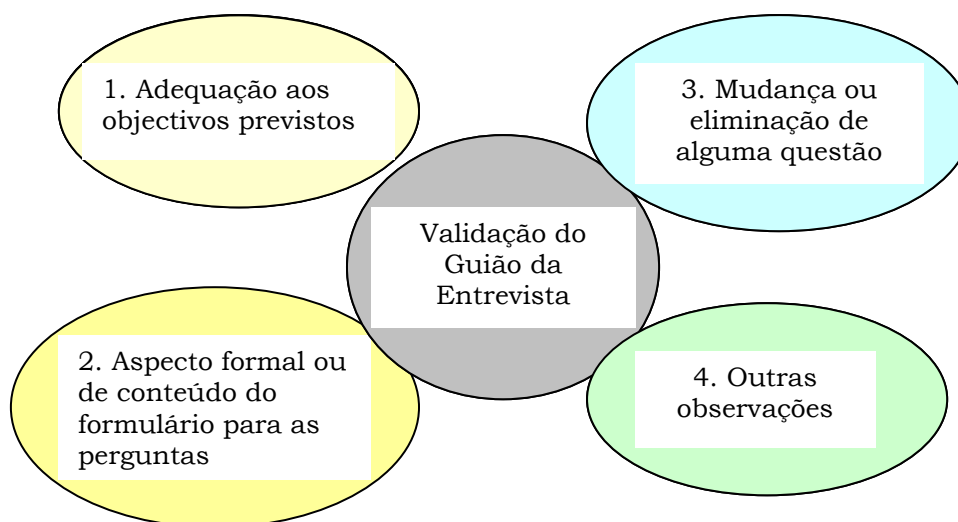 1. Adequação aos
objectivos previstos
3. Mudança ou
eliminação de
alguma questão
Validação do
Guião da
Entrevista
2. Aspecto formal ou
de conteúdo do
formulário para as
perguntas
4. Outras
observações